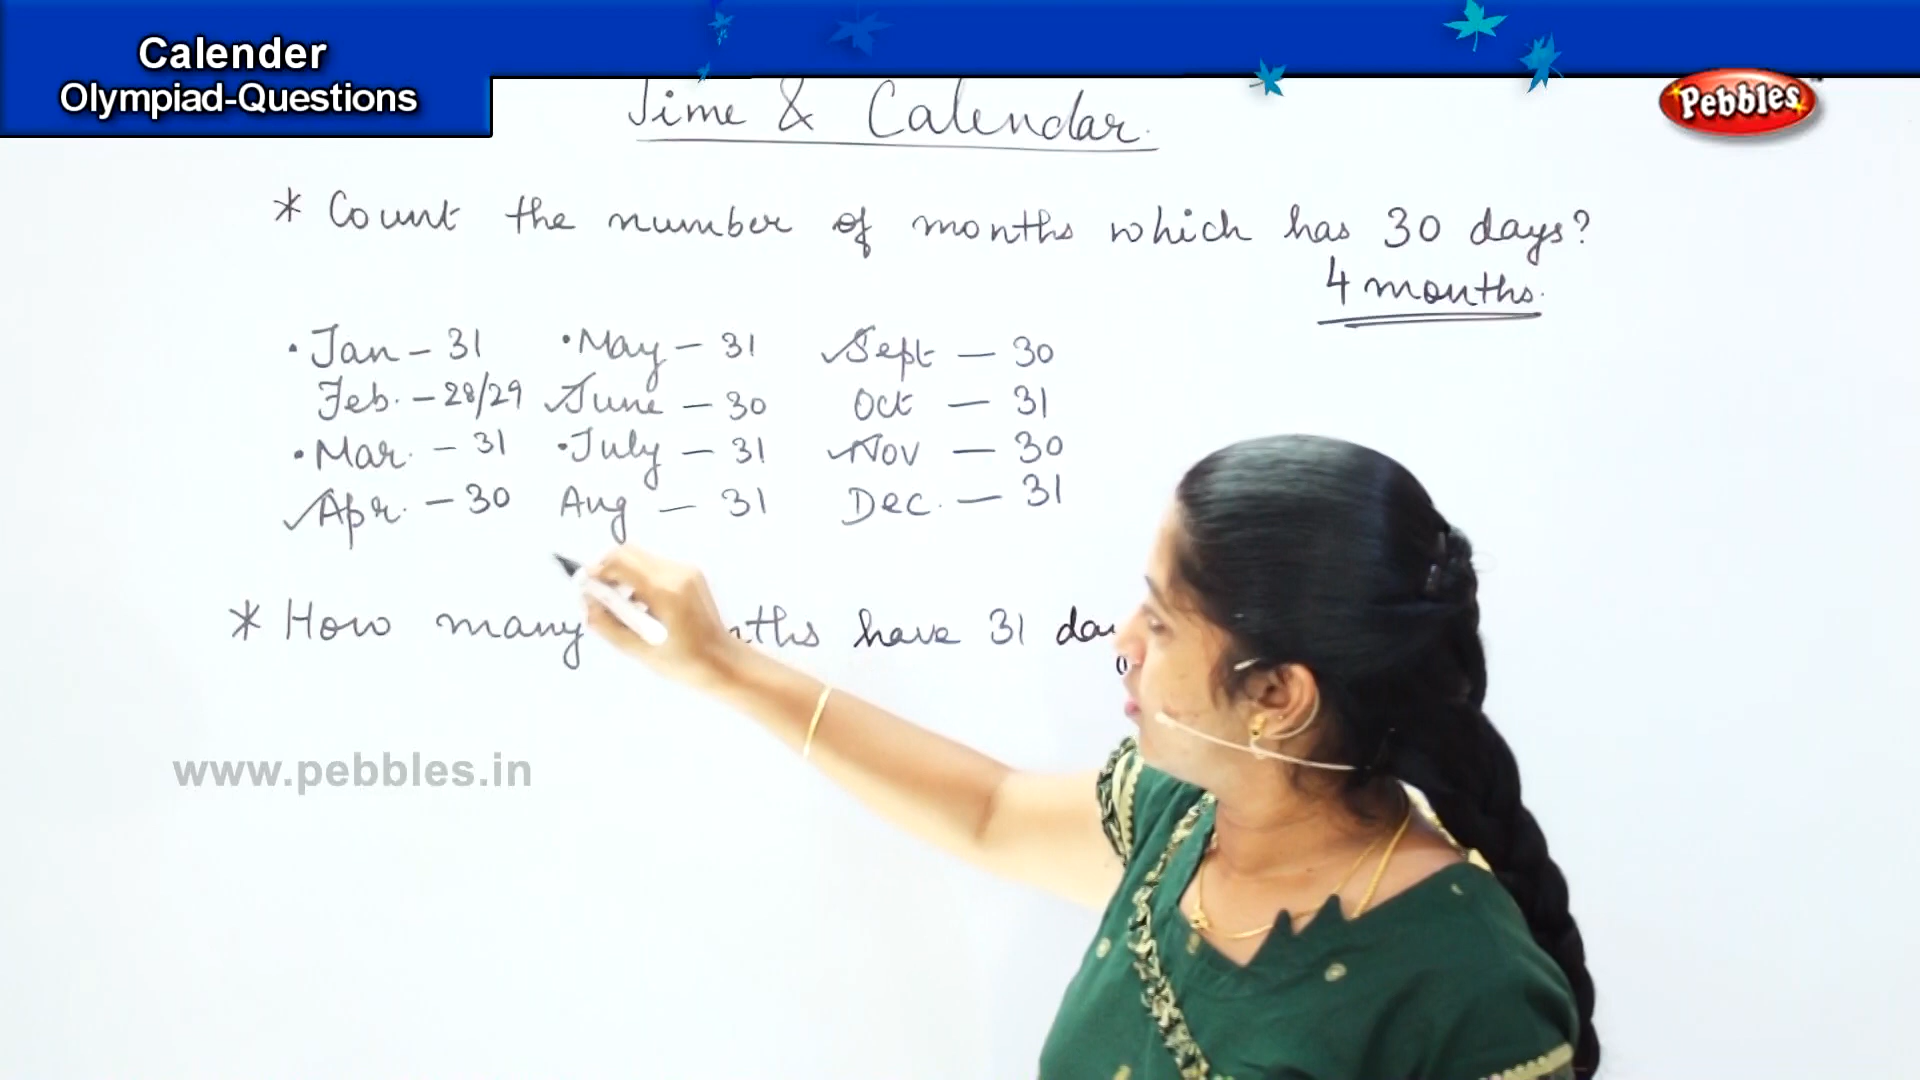 Calender
Olympiad-Questions
Pebbles
Time & Calendar.
* Count the number of months which has 30 days?
4 months.
• Jan – 31 • May – 31 ✓Sept – 30
Feb. – 28/29 ✓June – 30 Oct – 31
• Mar. – 31 • July – 31 ✓Nov – 30
✓Apr. – 30 Aug – 31 Dec. – 31
* How many have 31
www.pebbles.in